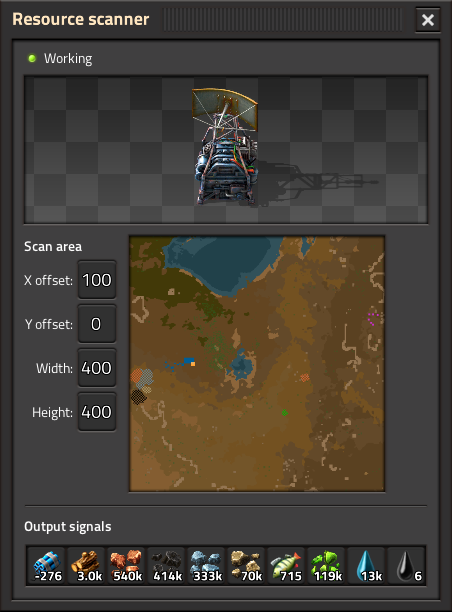 Resource scanner
Working
Scan area
X offset: 100
Y offset: 0
Width: 400
Height: 400
Output signals
-276 3.0k 540k 414k 333k 70k 715 119k 13k 6